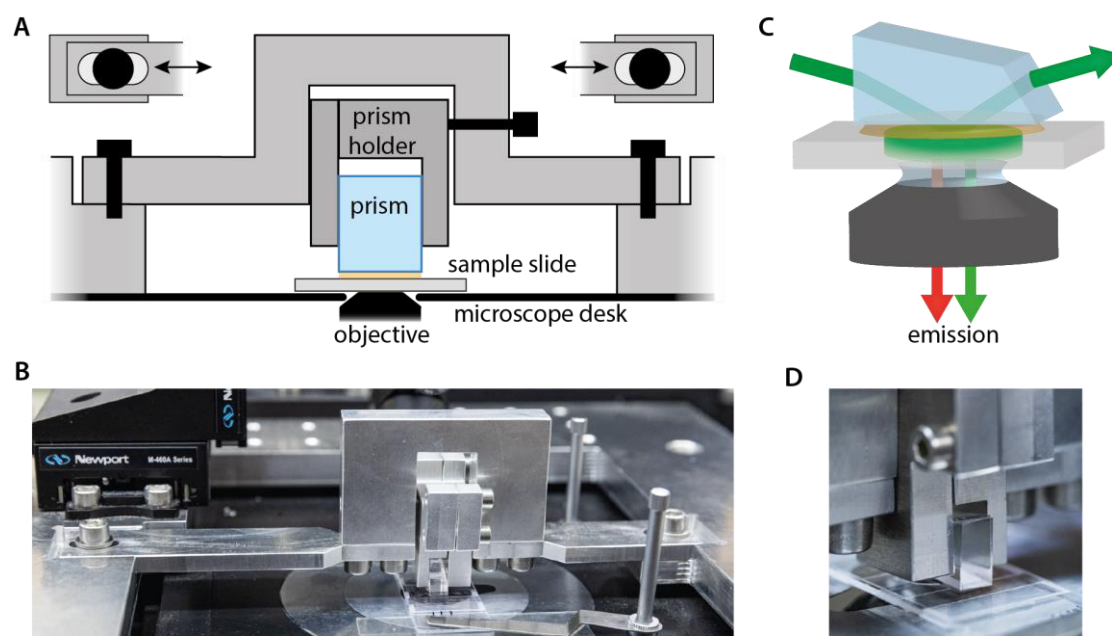 A
prism
holder
prism
sample slide
microscope desk
objective
C
emission
B
Newport
M-460A Series
D